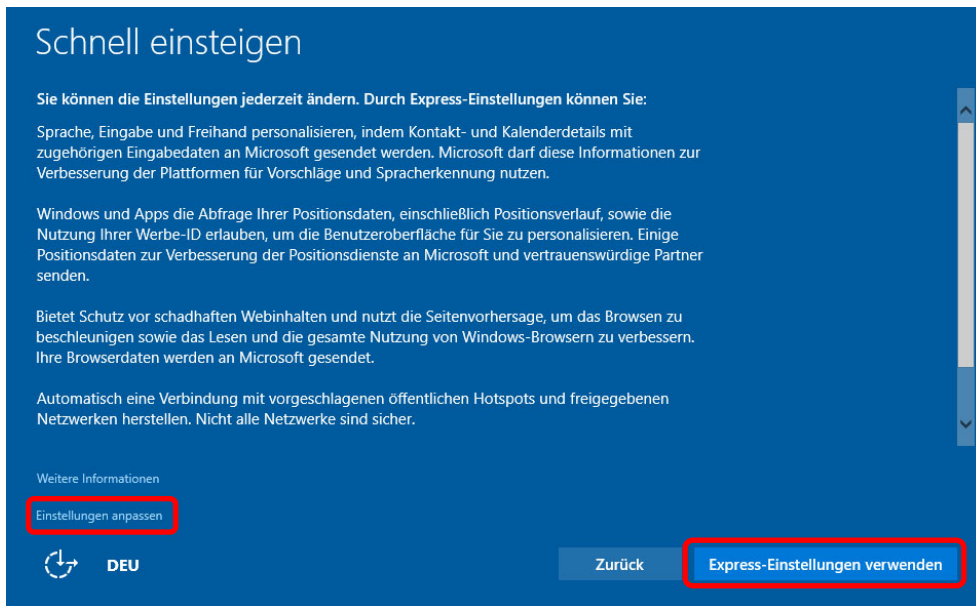 Schnell einsteigen
Sie können die Einstellungen jederzeit ändern. Durch Express-Einstellungen können Sie:
Sprache, Eingabe und Freihand personalisieren, indem Kontakt- und Kalenderdetails mit
zugehörigen Eingabedaten an Microsoft gesendet werden. Microsoft darf diese Informationen zur
Verbesserung der Plattformen für Vorschläge und Spracherkennung nutzen.
Windows und Apps die Abfrage Ihrer Positionsdaten, einschließlich Positionsverlauf, sowie die
Nutzung Ihrer Werbe-ID erlauben, um die Benutzeroberfläche für Sie zu personalisieren. Einige
Positionsdaten zur Verbesserung der Positionsdienste an Microsoft und vertrauenswürdige Partner
senden.
Bietet Schutz vor schadhaften Webinhalten und nutzt die Seitenvorhersage, um das Browsen zu
beschleunigen sowie das Lesen und die gesamte Nutzung von Windows-Browsern zu verbessern.
Ihre Browserdaten werden an Microsoft gesendet.
Automatisch eine Verbindung mit vorgeschlagenen öffentlichen Hotspots und freigegebenen
Netzwerken herstellen. Nicht alle Netzwerke sind sicher.
Weitere Informationen
Einstellungen anpassen
DEU
Zurück
Express-Einstellungen verwenden